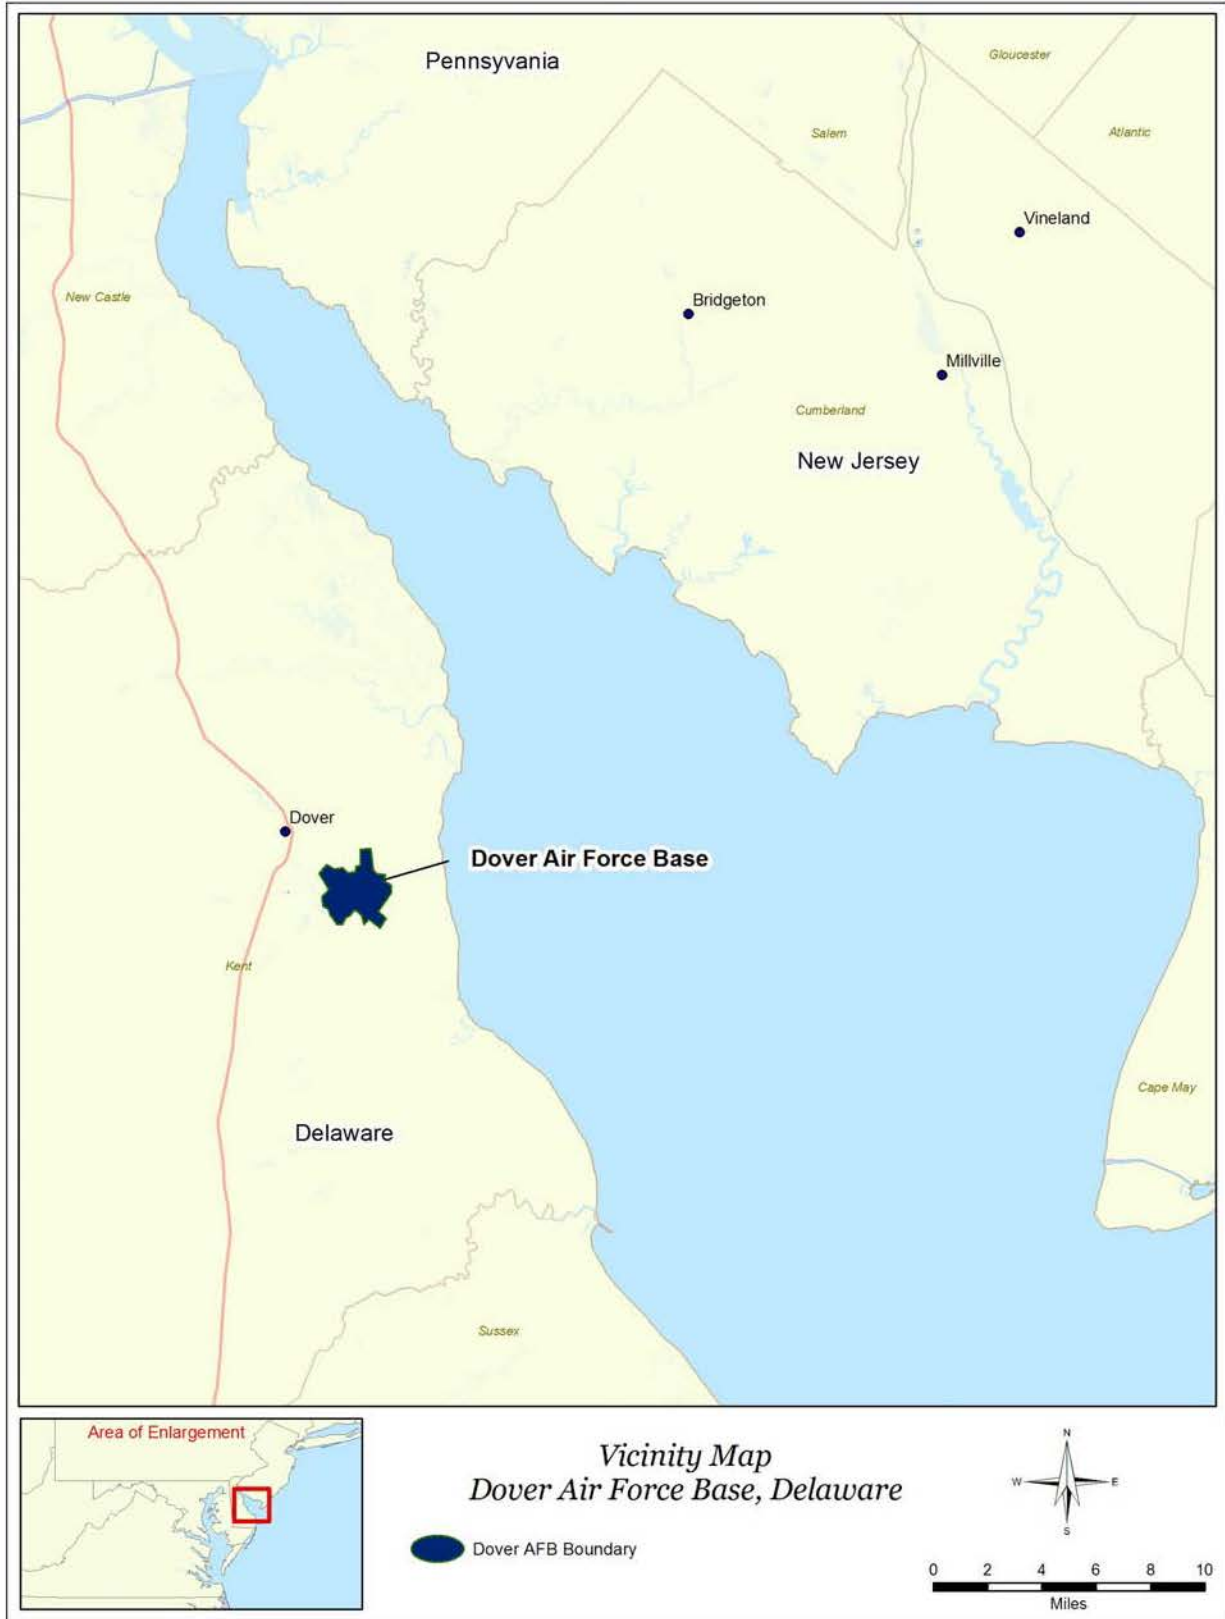 Pennsyvania
Gloucester
Salem
Atlantic
Vineland
New Castle
Bridgeton
Millville
Cumberland
New Jersey
Dover
Dover Air Force Base
Kent
Cape May
Delaware
Sussex
Area of Enlargement
Vicinity Map
Dover Air Force Base, Delaware
Dover AFB Boundary
N
W E
S
0 2 4 6 8 10
Miles